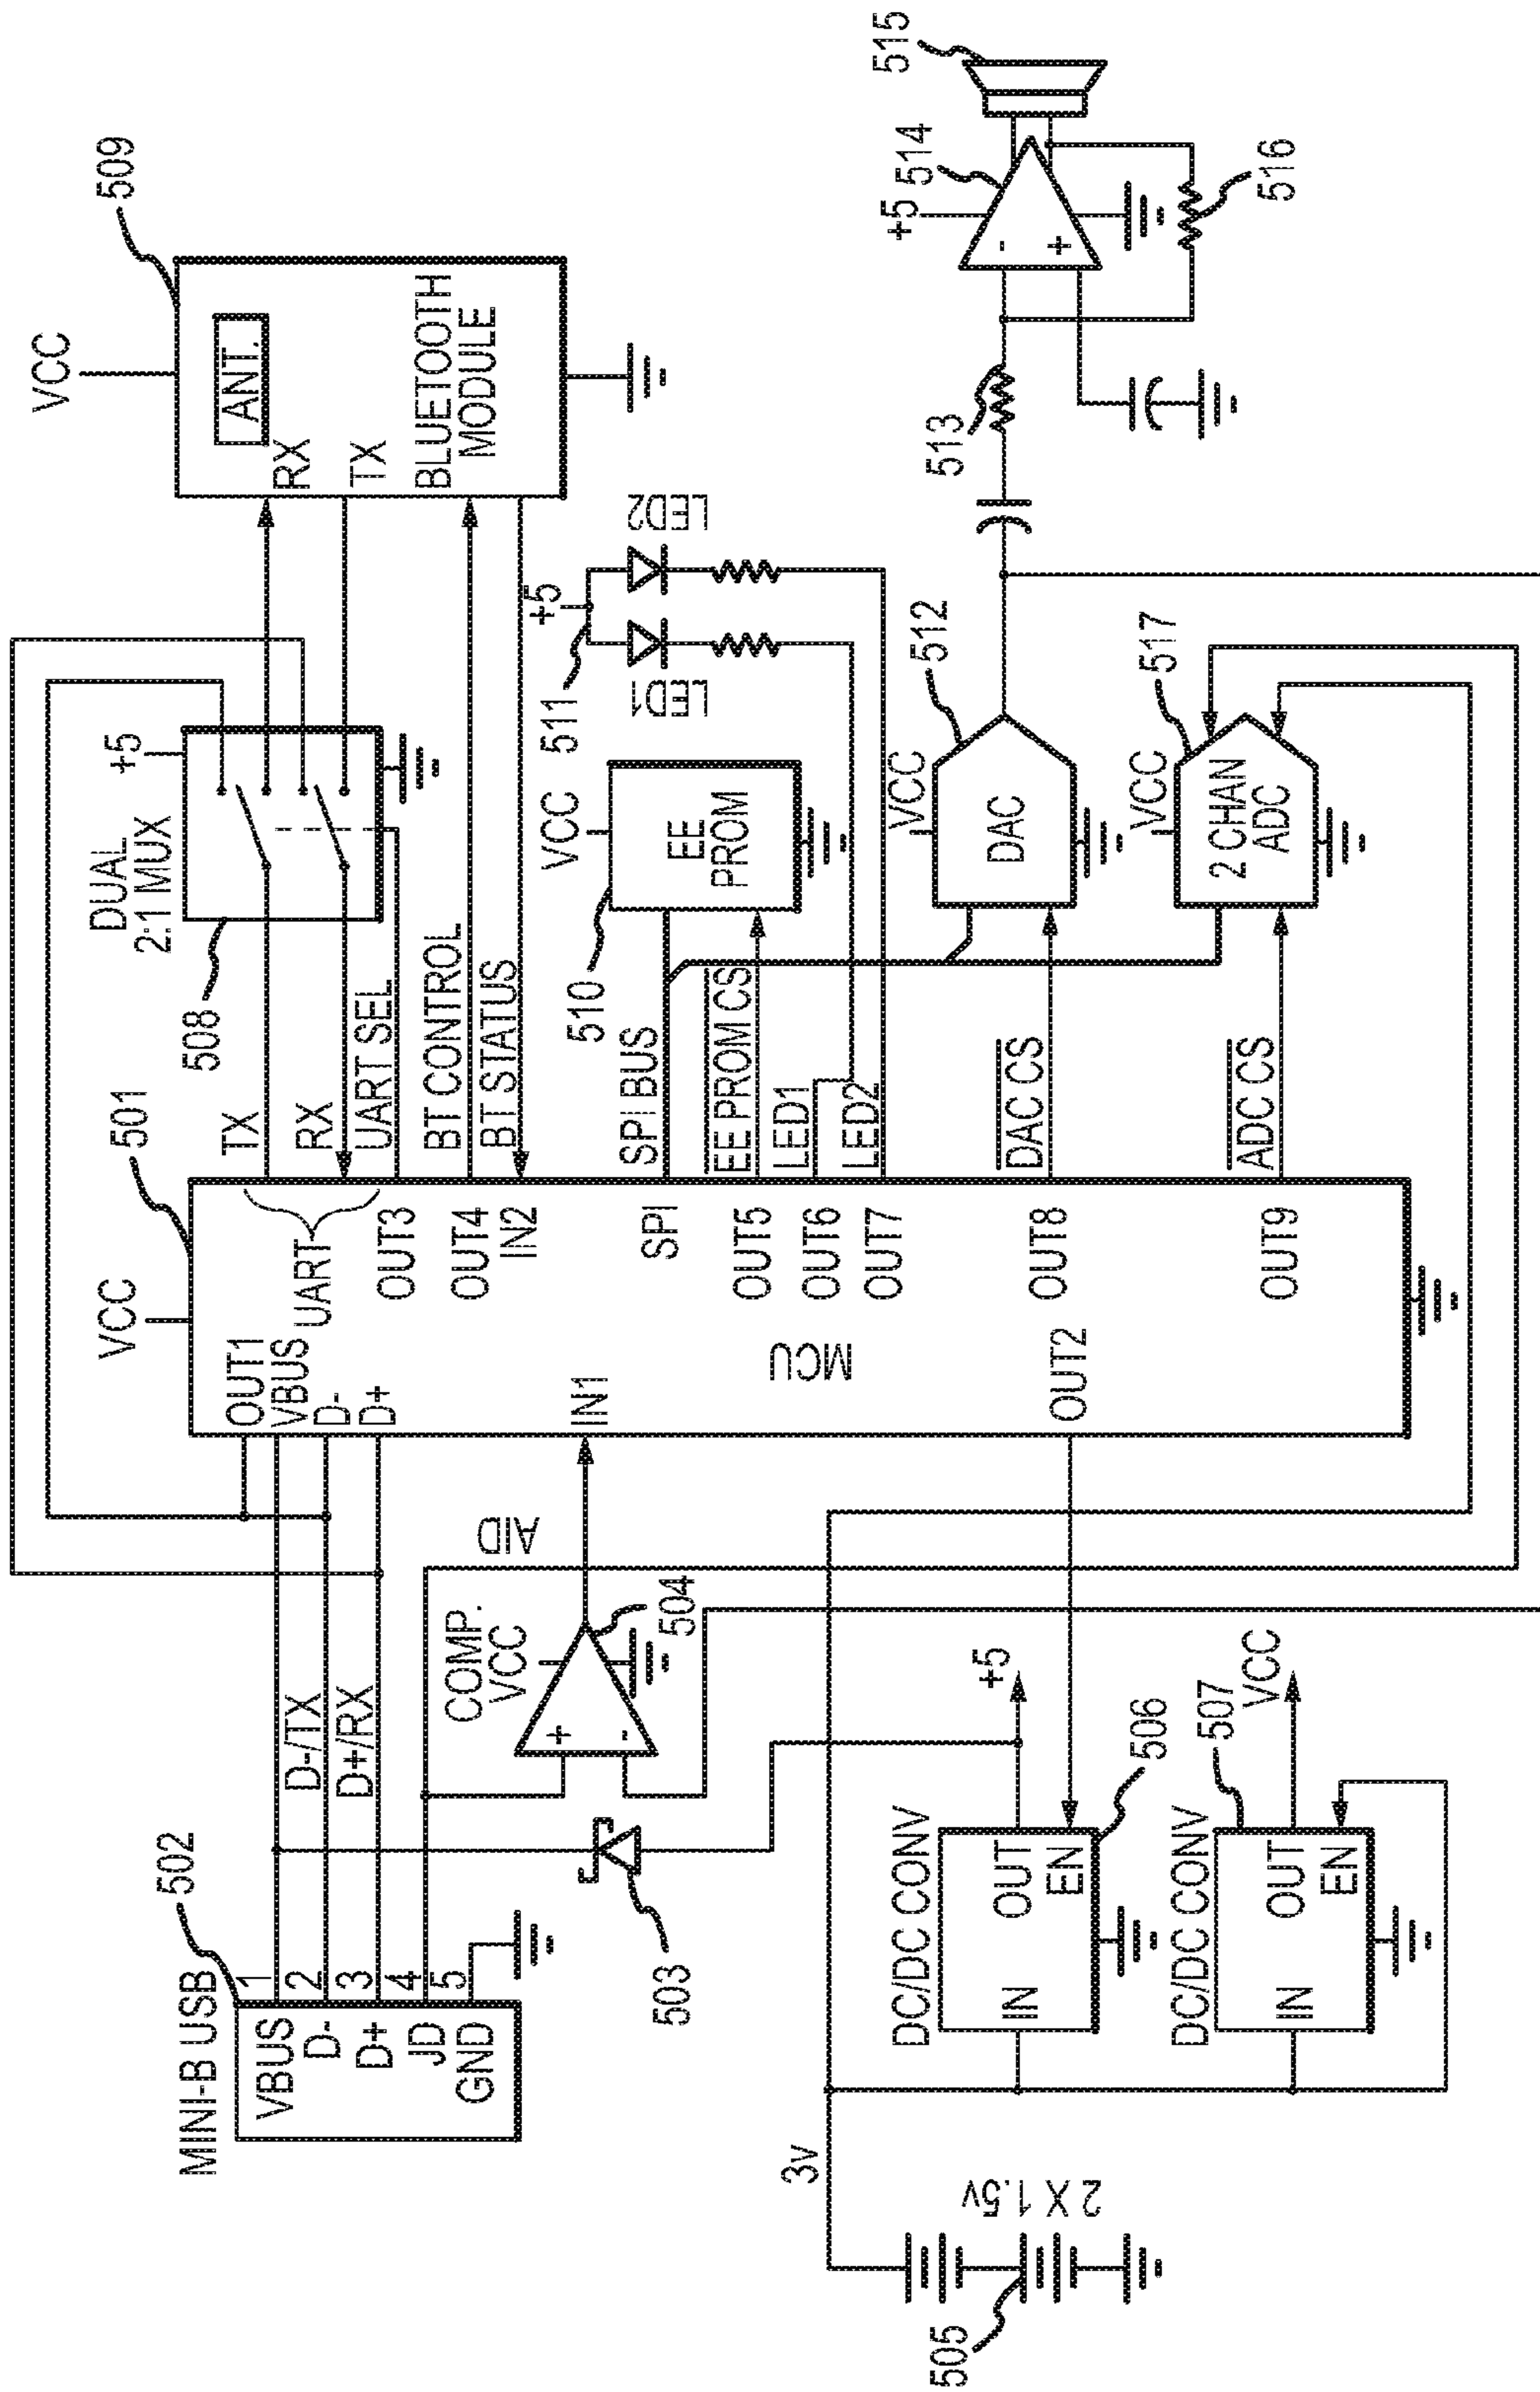 MINI-B USB
502
VBUS 1
D- 2
D+ 3
JD 4
GND 5
D-/TX
D+/RX
503
COMP.
VCC
+
-
504
AID
3v
2 X 1.5v
505
DC/DC CONV
IN
OUT
EN
+5
506
DC/DC CONV
IN
OUT
EN
507
VCC
501
VCC
OUT1
VBUS
D-
D+
IN1
MCU
OUT2
UART
OUT3
OUT4
IN2
SPI
OUT5
OUT6
OUT7
OUT8
OUT9
TX
RX
UART SEL
BT CONTROL
BT STATUS
SPI BUS
EE PROM CS
LED1
LED2
DAC CS
ADC CS
508
DUAL
2:1 MUX
+5
509
VCC
ANT.
RX
TX
BLUETOOTH
MODULE
510
VCC
EE
PROM
511
+5
LED1
LED2
512
VCC
DAC
517
VCC
2 CHAN
ADC
513
+5
514
-
+
515
516